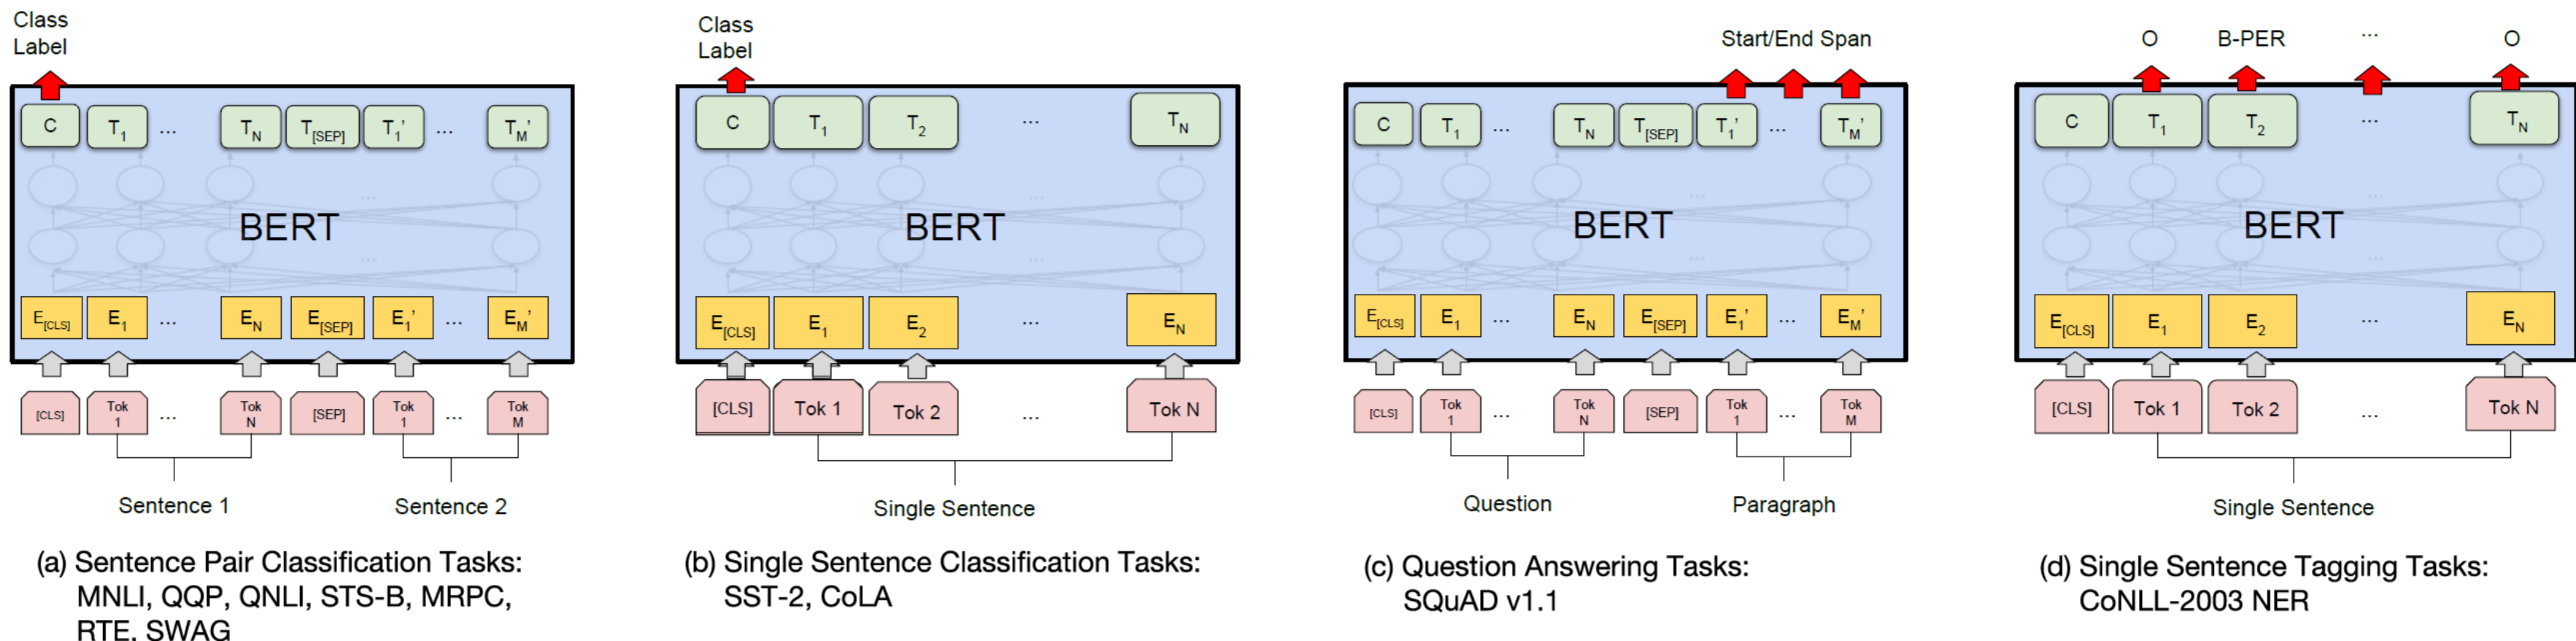 Class
Label
C T1 ... TN T[SEP] T1’ ... TM’
...
BERT
...
E[CLS] E1 ... EN E[SEP] E1’ ... EM’
[CLS] Tok 1 ... Tok N [SEP] Tok 1 ... Tok M
Sentence 1 Sentence 2
(a) Sentence Pair Classification Tasks:
MNLI, QQP, QNLI, STS-B, MRPC,
RTE, SWAG
Class
Label
C T1 T2 ... TN
...
BERT
...
E[CLS] E1 E2 ... EN
[CLS] Tok 1 Tok 2 ... Tok N
Single Sentence
(b) Single Sentence Classification Tasks:
SST-2, CoLA
Start/End Span
C T1 ... TN T[SEP] T1’ ... TM’
...
BERT
...
E[CLS] E1 ... EN E[SEP] E1’ ... EM’
[CLS] Tok 1 ... Tok N [SEP] Tok 1 ... Tok M
Question Paragraph
(c) Question Answering Tasks:
SQuAD v1.1
O B-PER ... O
C T1 T2 ... TN
...
BERT
...
E[CLS] E1 E2 ... EN
[CLS] Tok 1 Tok 2 ... Tok N
Single Sentence
(d) Single Sentence Tagging Tasks:
CoNLL-2003 NER